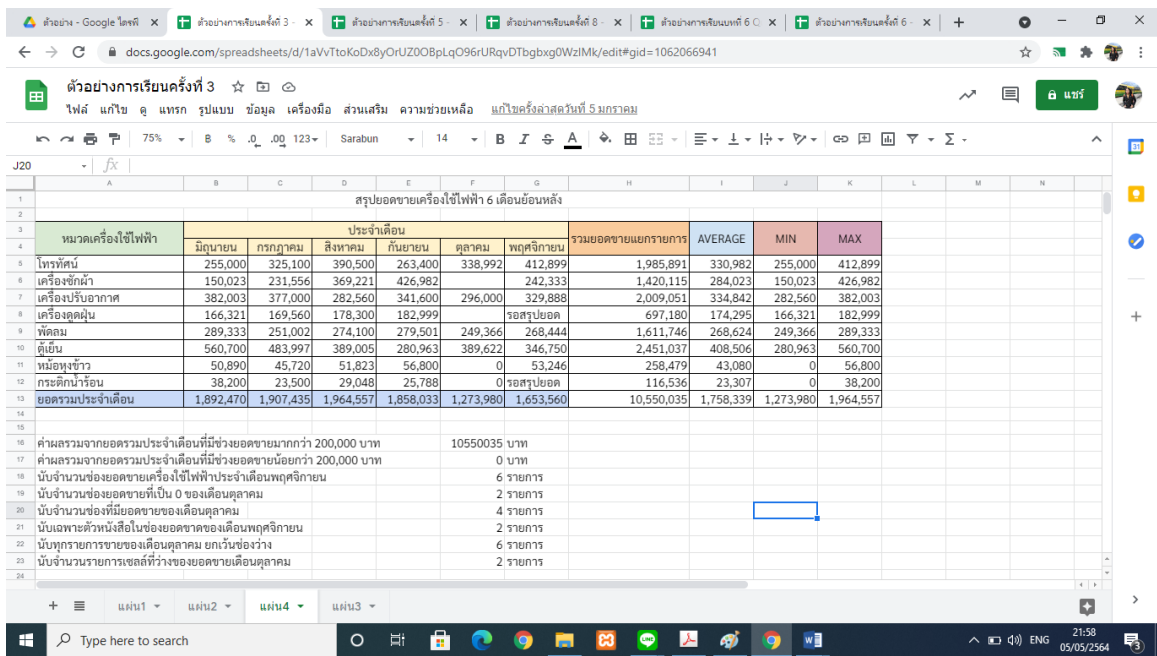 ตัวอย่าง - Google ไดรฟ์ ตัวอย่างการเรียนครั้งที่ 3 - ตัวอย่างการเรียนครั้งที่ 5 - ตัวอย่างการเรียนครั้งที่ 8 - ตัวอย่างการเรียนบทที่ 6 ตัวอย่างการเรียนครั้งที่ 6 -
docs.google.com/spreadsheets/d/1aVvTtoKoDx8yOrUZ0OBpLqO96rURqvDTbgbxg0WzIMk/edit#gid=1062066941
ตัวอย่างการเรียนครั้งที่ 3
ไฟล์ แก้ไข ดู แทรก รูปแบบ ข้อมูล เครื่องมือ ส่วนเสริม ความช่วยเหลือ แก้ไขครั้งล่าสุดวันที่ 5 มกราคม
แชร์
75% B % .0 .00 123 Sarabun 14 B I S A
31
J20 fx
A B C D E F G H I J K L M N
1 สรุปยอดขายเครื่องใช้ไฟฟ้า 6 เดือนย้อนหลัง
2
3 หมวดเครื่องใช้ไฟฟ้า ประจำเดือน รวมยอดขายแยกรายการ AVERAGE MIN MAX
4 มิถุนายน กรกฎาคม สิงหาคม กันยายน ตุลาคม พฤศจิกายน
5 โทรทัศน์ 255,000 325,100 390,500 263,400 338,992 412,899 1,985,891 330,982 255,000 412,899
6 เครื่องซักผ้า 150,023 231,556 369,221 426,982 242,333 1,420,115 284,023 150,023 426,982
7 เครื่องปรับอากาศ 382,003 377,000 282,560 341,600 296,000 329,888 2,009,051 334,842 282,560 382,003
8 เครื่องดูดฝุ่น 166,321 169,560 178,300 182,999 รอสรุปยอด 697,180 174,295 166,321 182,999
9 พัดลม 289,333 251,002 274,100 279,501 249,366 268,444 1,611,746 268,624 249,366 289,333
10 ตู้เย็น 560,700 483,997 389,005 280,963 389,622 346,750 2,451,037 408,506 280,963 560,700
11 หม้อหุงข้าว 50,890 45,720 51,823 56,800 0 53,246 258,479 43,080 0 56,800
12 กระติกน้ำร้อน 38,200 23,500 29,048 25,788 0 รอสรุปยอด 116,536 23,307 0 38,200
13 ยอดรวมประจำเดือน 1,892,470 1,907,435 1,964,557 1,858,033 1,273,980 1,653,560 10,550,035 1,758,339 1,273,980 1,964,557
14
15
16 ค่าผลรวมจากยอดรวมประจำเดือนที่มีช่วงยอดขายมากกว่า 200,000 บาท 10550035 บาท
17 ค่าผลรวมจากยอดรวมประจำเดือนที่มีช่วงยอดขายน้อยกว่า 200,000 บาท 0 บาท
18 นับจำนวนช่องยอดขายเครื่องใช้ไฟฟ้าประจำเดือนพฤศจิกายน 6 รายการ
19 นับจำนวนช่องยอดขายที่เป็น 0 ของเดือนตุลาคม 2 รายการ
20 นับจำนวนช่องที่มียอดขายของเดือนตุลาคม 4 รายการ
21 นับเฉพาะตัวหนังสือในช่องยอดขาดของเดือนพฤศจิกายน 2 รายการ
22 นับทุกรายการขายของเดือนตุลาคม ยกเว้นช่องว่าง 6 รายการ
23 นับจำนวนรายการเซลล์ที่ว่างของยอดขายเดือนตุลาคม 2 รายการ
24
แผ่น1 แผ่น2 แผ่น4 แผ่น3
Type here to search ENG 21:58
05/05/2564 3